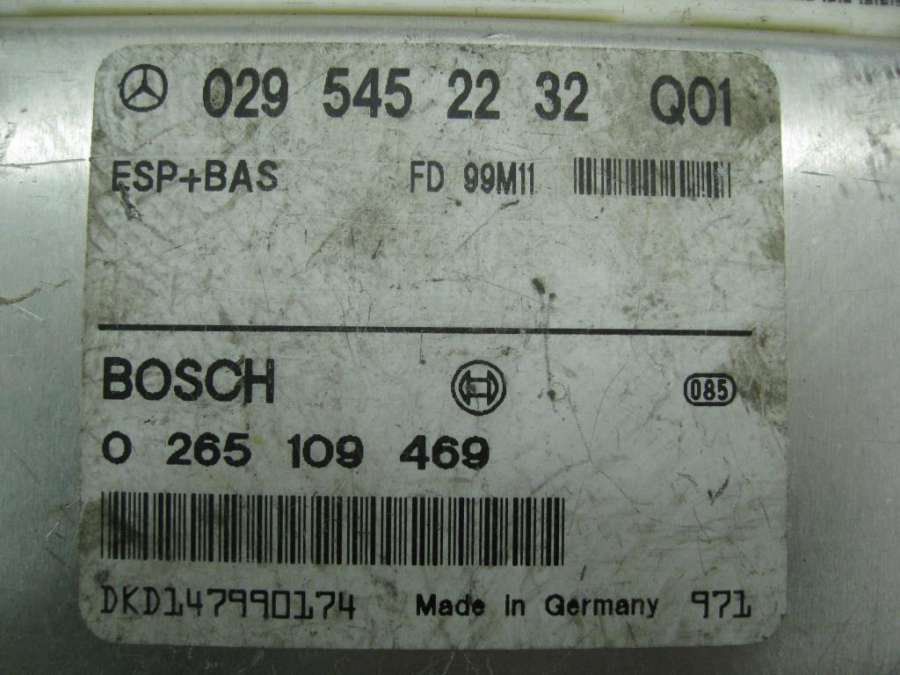 029 545 22 32 Q01
ESP+BAS FD 99M11
BOSCH 085
0 265 109 469
DKD147990174 Made in Germany 971